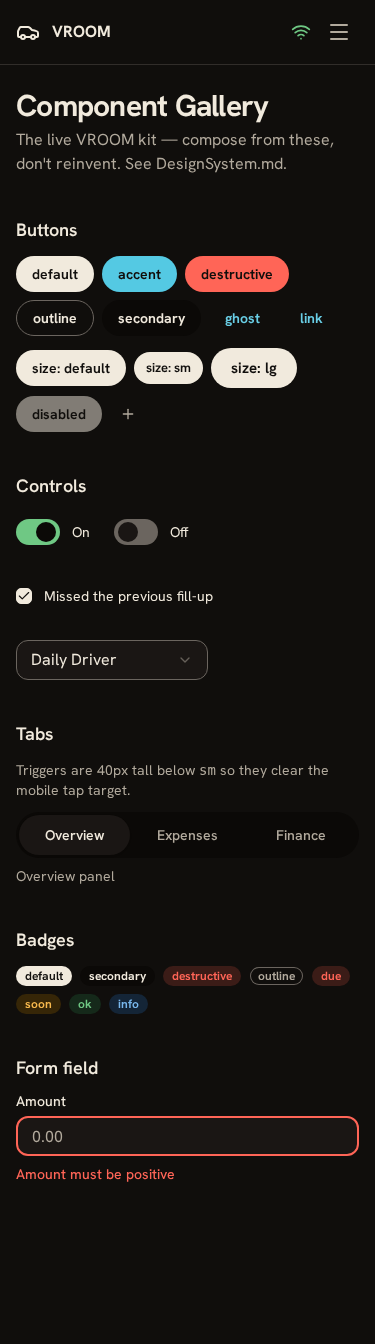 VROOM
Component Gallery
The live VROOM kit — compose from these,
don't reinvent. See DesignSystem.md.
Buttons
default accent destructive
outline secondary ghost link
size: default size: sm size: lg
disabled +
Controls
On Off
Missed the previous fill-up
Daily Driver
Tabs
Triggers are 40px tall below sm so they clear the
mobile tap target.
Overview Expenses Finance
Overview panel
Badges
default secondary destructive outline due
soon ok info
Form field
Amount
0.00
Amount must be positive